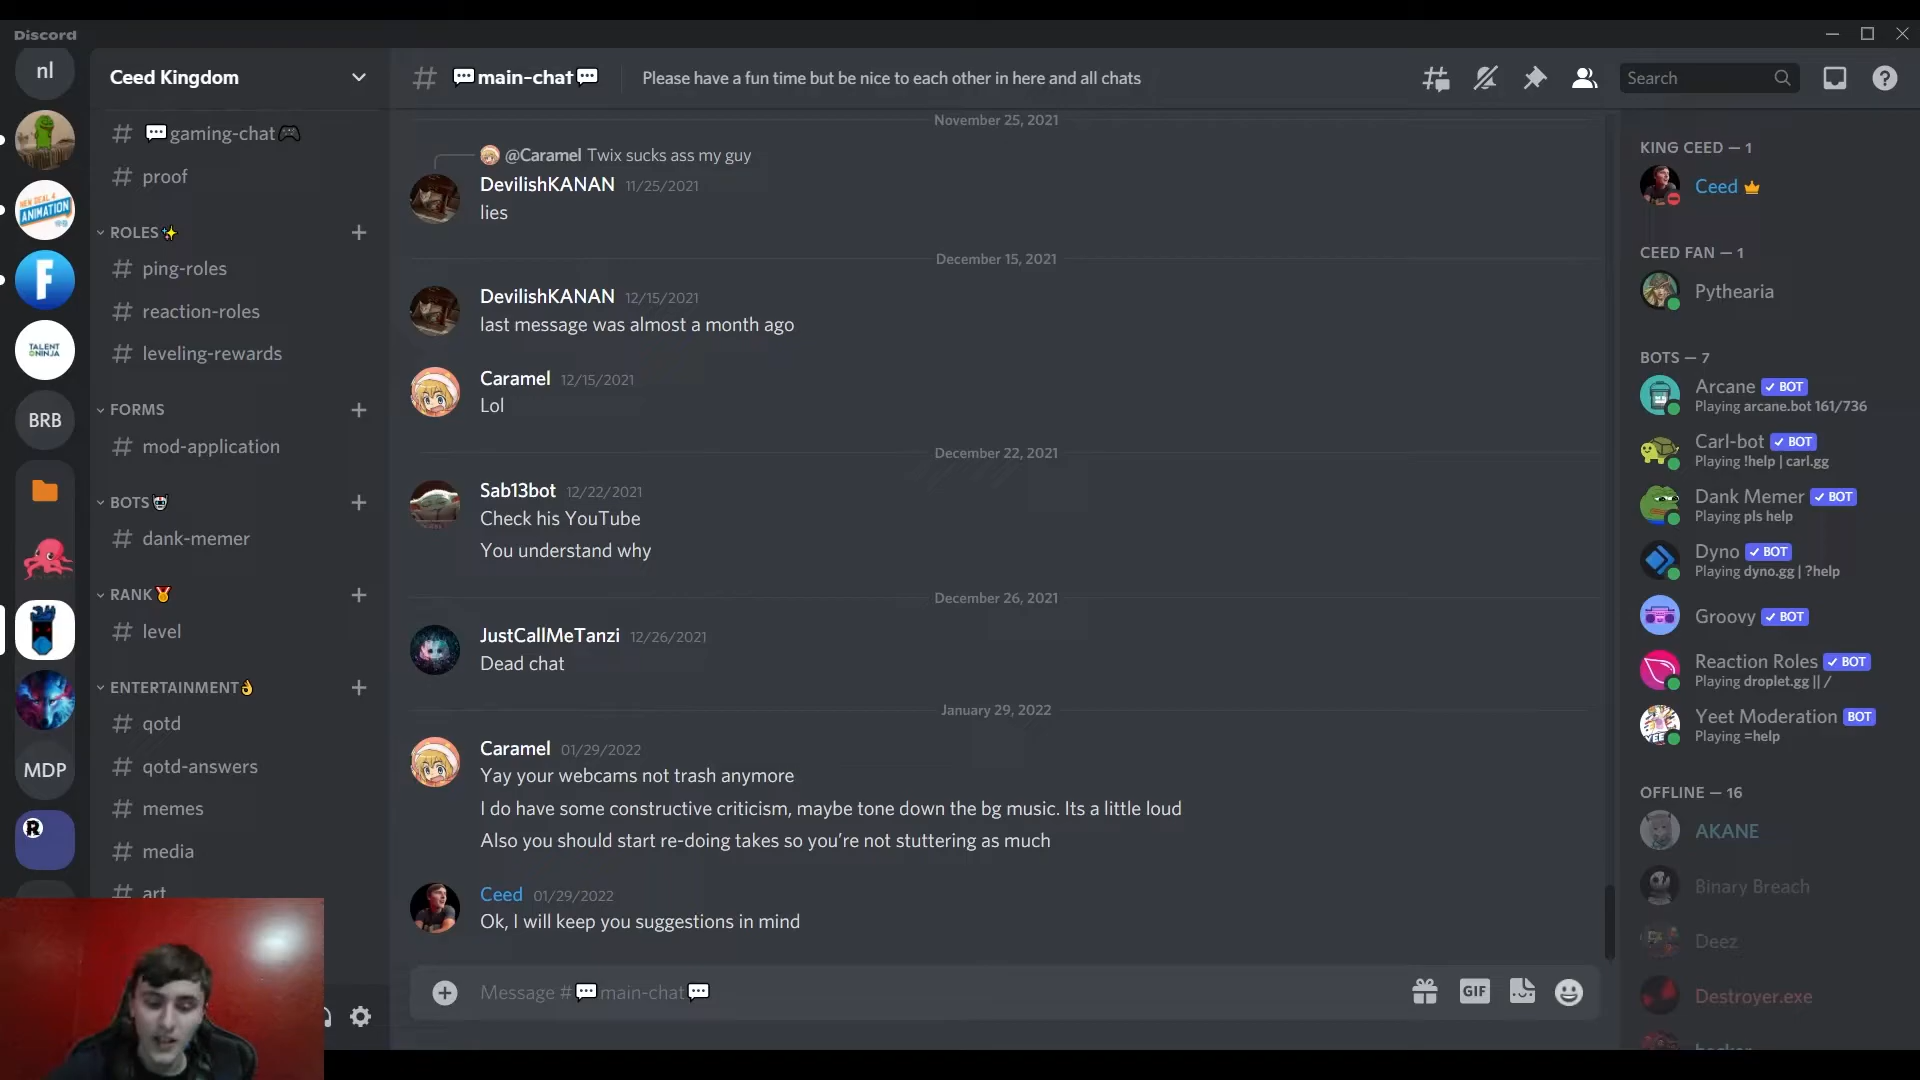 Discord
nl
NEW DEAL 4
ANIMATION
F
TALENT
NINJA
BRB
MDP
R
Ceed Kingdom
💬gaming-chat🎮
proof
ROLES✨
ping-roles
reaction-roles
leveling-rewards
FORMS
mod-application
BOTS
dank-memer
RANK🏅
level
ENTERTAINMENT👌
qotd
qotd-answers
memes
media
art
💬main-chat💬
Please have a fun time but be nice to each other in here and all chats
Search
November 25, 2021
@Caramel Twix sucks ass my guy
DevilishKANAN 11/25/2021
lies
December 15, 2021
DevilishKANAN 12/15/2021
last message was almost a month ago
Caramel 12/15/2021
Lol
December 22, 2021
Sab13bot 12/22/2021
Check his YouTube
You understand why
December 26, 2021
JustCallMeTanzi 12/26/2021
Dead chat
January 29, 2022
Caramel 01/29/2022
Yay your webcams not trash anymore
I do have some constructive criticism, maybe tone down the bg music. Its a little loud
Also you should start re-doing takes so you’re not stuttering as much
Ceed 01/29/2022
Ok, I will keep you suggestions in mind
Message #💬main-chat💬
GIF
KING CEED — 1
Ceed
CEED FAN — 1
Pythearia
BOTS — 7
Arcane ✓ BOT
Playing arcane.bot 161/736
Carl-bot ✓ BOT
Playing !help | carl.gg
Dank Memer ✓ BOT
Playing pls help
Dyno ✓ BOT
Playing dyno.gg | ?help
Groovy ✓ BOT
Reaction Roles ✓ BOT
Playing droplet.gg || /
Yeet Moderation BOT
Playing =help
OFFLINE — 16
AKANE
Binary Breach
Deez
Destroyer.exe